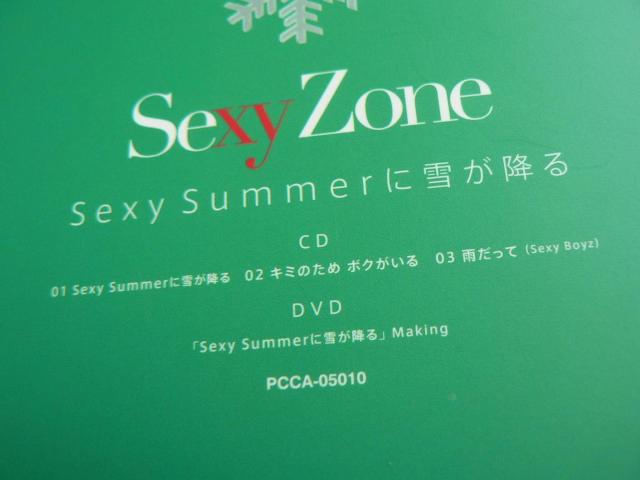 Sexy Zone
Sexy Summerに雪が降る
CD
01 Sexy Summerに雪が降る 02 キミのため ボクがいる 03 雨だって (Sexy Boyz)
DVD
「Sexy Summerに雪が降る」Making
PCCA-05010